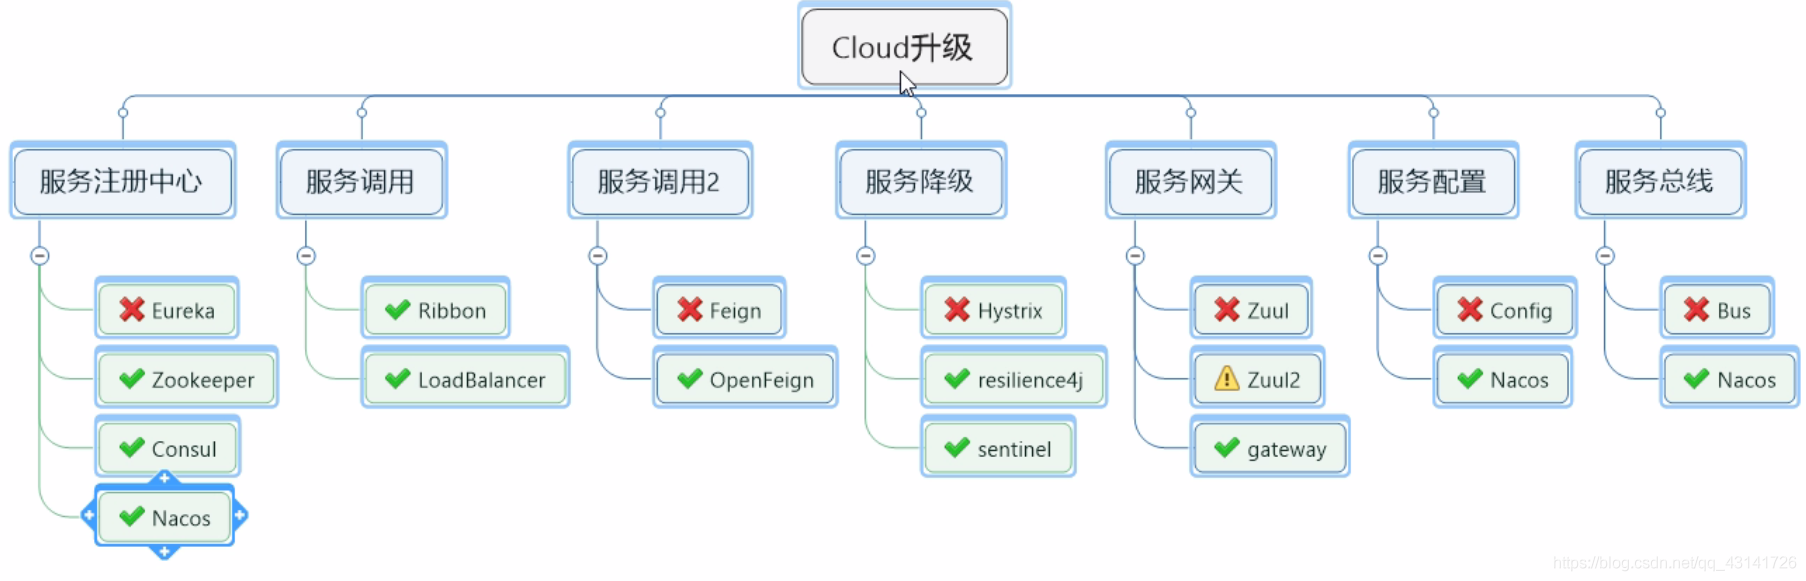 Cloud升级
服务注册中心
服务调用
服务调用2
服务降级
服务网关
服务配置
服务总线
Eureka
Ribbon
Feign
Hystrix
Zuul
Config
Bus
Zookeeper
LoadBalancer
OpenFeign
resilience4j
Zuul2
Nacos
Nacos
Consul
sentinel
gateway
Nacos
https://blog.csdn.net/qq_43141726